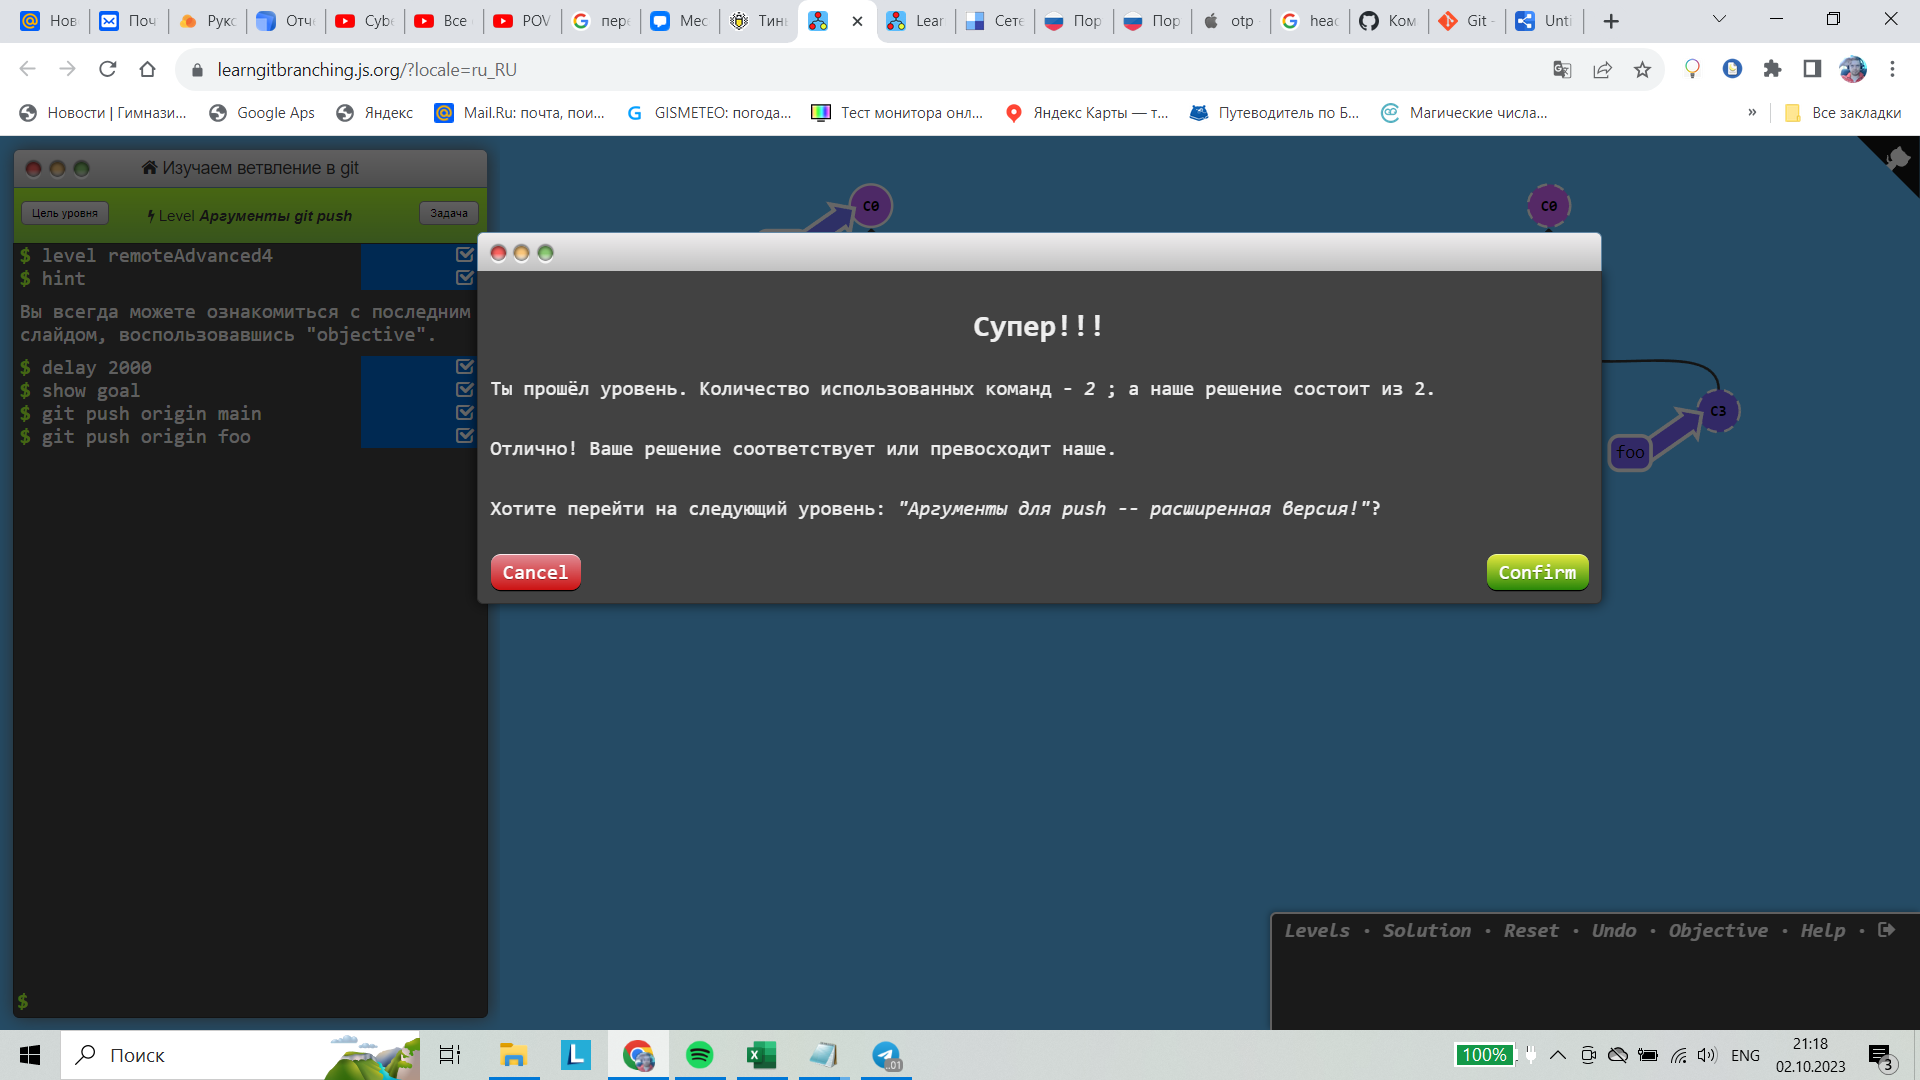 Нов
Поч
Рукс
Отче
Cybe
Все
POV
пере
Мес
Тинь
Lear
Сете
Пор
Пор
otp
head
Ком
Git -
Unti
learngitbranching.js.org/?locale=ru_RU
Новости | Гимнази...
Google Aps
Яндекс
Mail.Ru: почта, пои...
GISMETEO: погода...
Тест монитора онл...
Яндекс Карты — т...
Путеводитель по Б...
Магические числа...
»
Все закладки
Изучаем ветвление в git
Цель уровня
Level Аргументы git push
Задача
$ level remoteAdvanced4
$ hint
Вы всегда можете ознакомиться с последним
слайдом, воспользовавшись "objective".
$ delay 2000
$ show goal
$ git push origin main
$ git push origin foo
$
C0
C0
C3
foo
Супер!!!
Ты прошёл уровень. Количество использованных команд - 2 ; а наше решение состоит из 2.
Отлично! Ваше решение соответствует или превосходит наше.
Хотите перейти на следующий уровень: "Аргументы для push -- расширенная версия!"?
Cancel
Confirm
Levels • Solution • Reset • Undo • Objective • Help •
Поиск
100%
ENG
21:18
02.10.2023
3